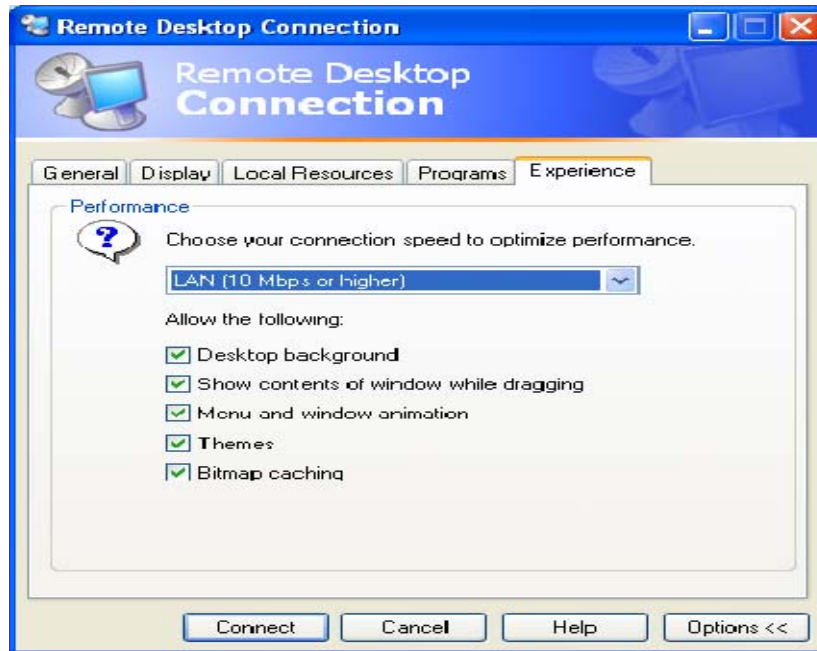 Remote Desktop Connection
Remote Desktop
Connection
General Display Local Resources Programs Experience
Performance
Choose your connection speed to optimize performance.
LAN (10 Mbps or higher)
Allow the following:
Desktop background
Show contents of window while dragging
Menu and window animation
Themes
Bitmap caching
Connect Cancel Help Options <<